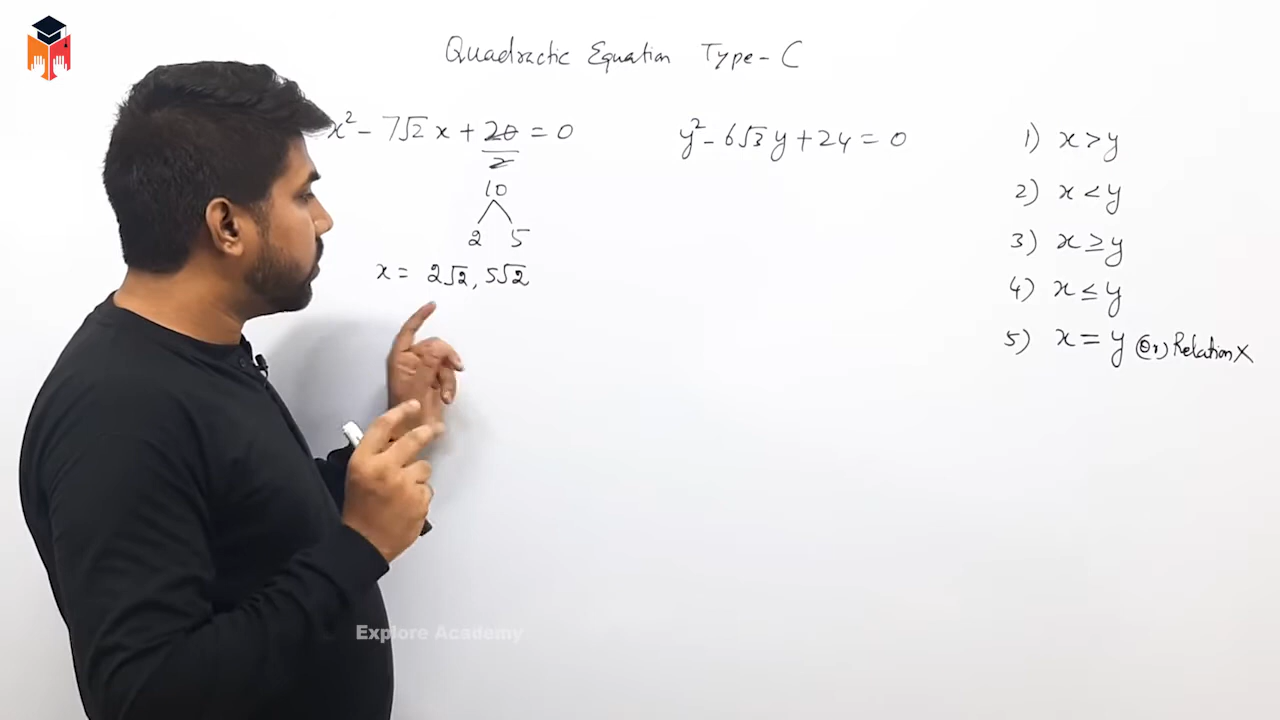 Quadractic Equation Type - C
x² - 7√2 x + 20/2 = 0
y² - 6√3 y + 24 = 0
10
2 5
x = 2√2, 5√2
1) x > y
2) x < y
3) x ≥ y
4) x ≤ y
5) x = y (or) Relation X
Explore Academy